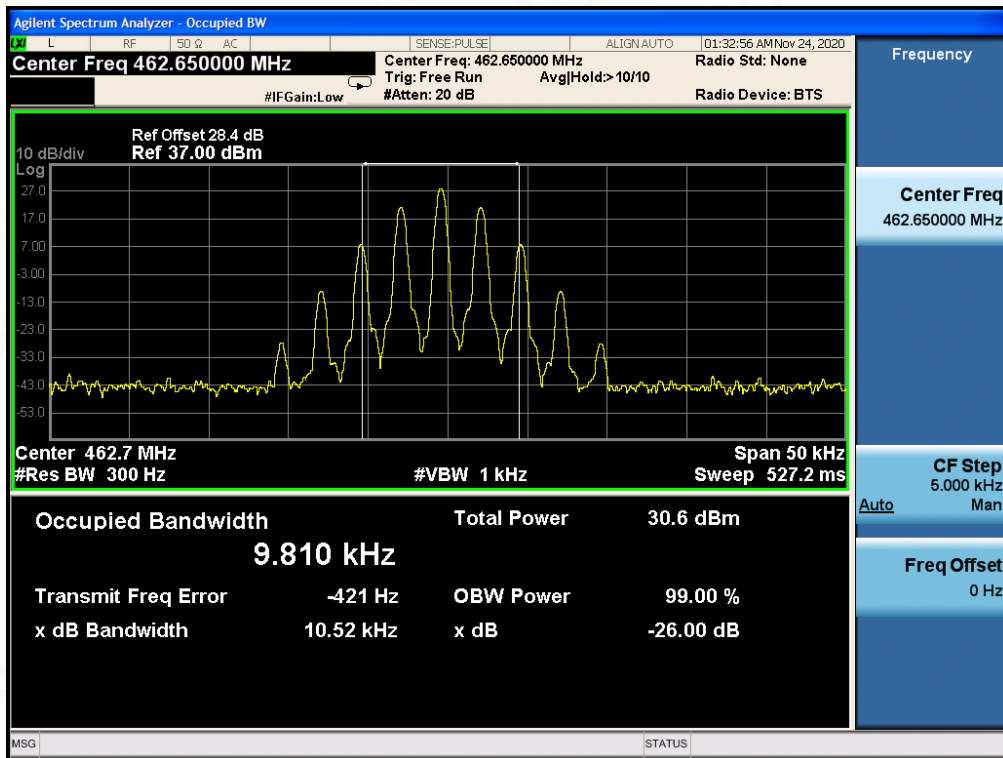 Agilent Spectrum Analyzer - Occupied BW
LXI L RF 50 Ω AC SENSE:PULSE ALIGN AUTO 01:32:56 AM Nov 24, 2020
Center Freq 462.650000 MHz
Center Freq: 462.650000 MHz
Radio Std: None
Trig: Free Run Avg|Hold:> 10/10
#IFGain:Low
#Atten: 20 dB
Radio Device: BTS
Ref Offset 28.4 dB
10 dB/div Ref 37.00 dBm
Log
27.0
17.0
7.00
-3.00
-13.0
-23.0
-33.0
-43.0
-53.0
Center 462.7 MHz Span 50 kHz
#Res BW 300 Hz #VBW 1 kHz Sweep 527.2 ms
Occupied Bandwidth Total Power 30.6 dBm
9.810 kHz
Transmit Freq Error -421 Hz OBW Power 99.00 %
x dB Bandwidth 10.52 kHz x dB -26.00 dB
MSG STATUS
Frequency
Center Freq
462.650000 MHz
CF Step
5.000 kHz
Auto Man
Freq Offset
0 Hz